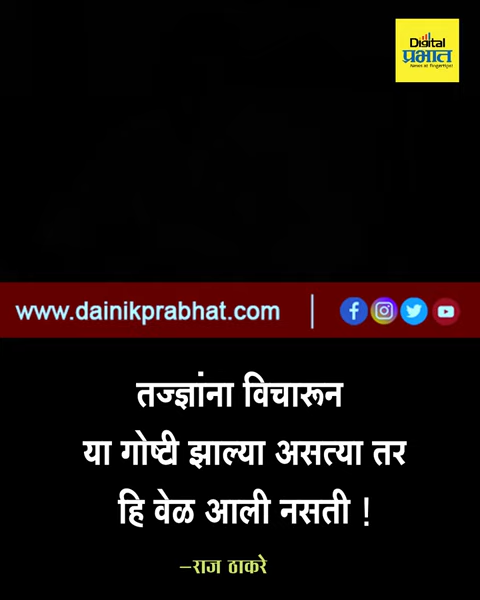 Digital
प्रभात
News at Fingertips!
www.dainikprabhat.com
तज्ज्ञांना विचारून
या गोष्टी झाल्या असत्या तर
हि वेळ आली नसती !
–राज ठाकरे